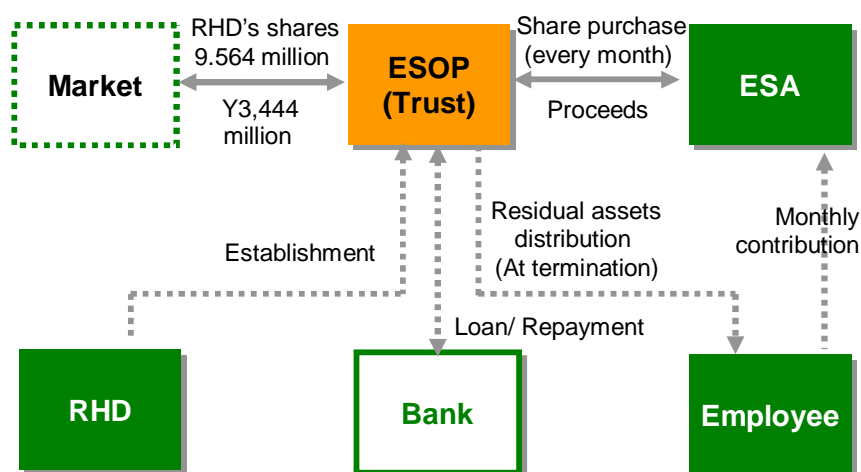 RHD's shares
9.564 million
Market
Y3,444
million
ESOP
(Trust)
Share purchase
(every month)
Proceeds
ESA
Establishment
Residual assets
distribution
(At termination)
Monthly
contribution
Loan/ Repayment
RHD
Bank
Employee